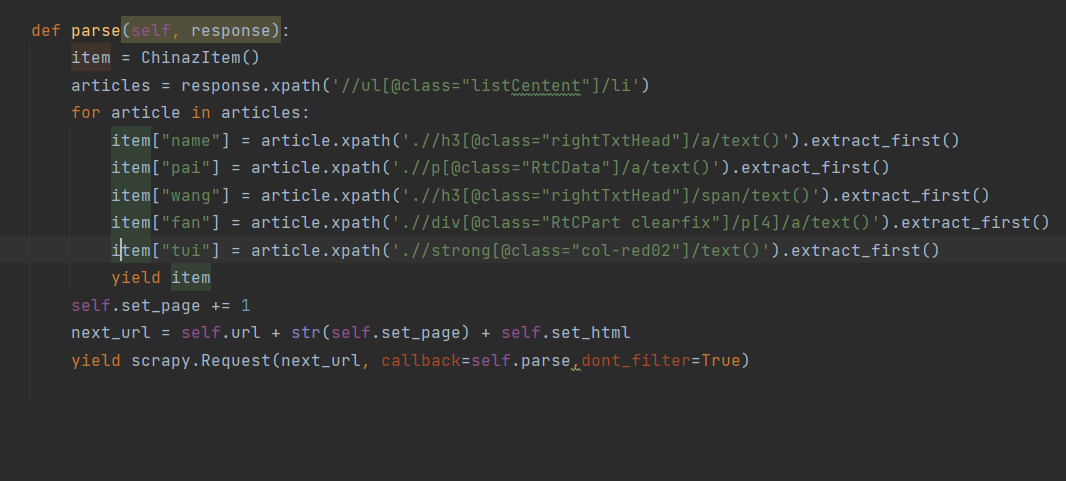 def parse(self, response):
item = ChinazItem()
articles = response.xpath('//ul[@class="listCentent"]/li')
for article in articles:
item["name"] = article.xpath('.//h3[@class="rightTxtHead"]/a/text()').extract_first()
item["pai"] = article.xpath('.//p[@class="RtCData"]/a/text()').extract_first()
item["wang"] = article.xpath('.//h3[@class="rightTxtHead"]/span/text()').extract_first()
item["fan"] = article.xpath('.//div[@class="RtCPart clearfix"]/p[4]/a/text()').extract_first()
item["tui"] = article.xpath('.//strong[@class="col-red02"]/text()').extract_first()
yield item
self.set_page += 1
next_url = self.url + str(self.set_page) + self.set_html
yield scrapy.Request(next_url, callback=self.parse,dont_filter=True)